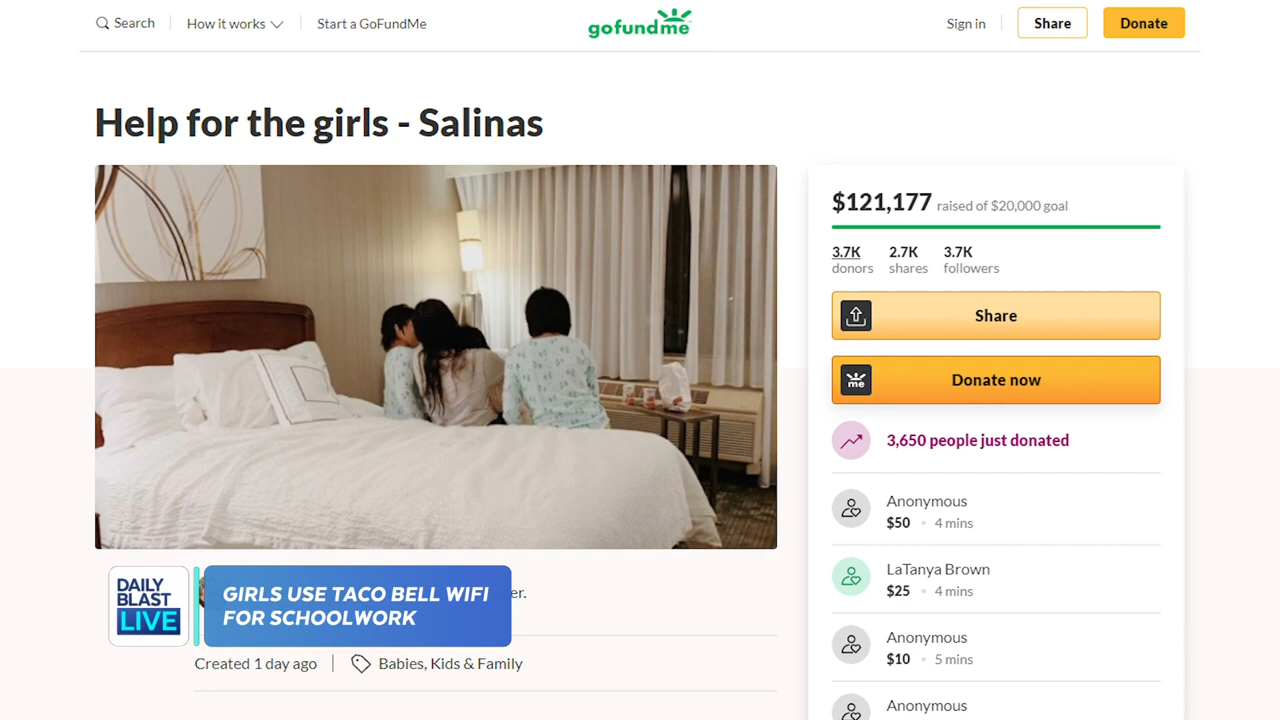 Search
How it works
Start a GoFundMe
gofundme
Sign in
Share
Donate
Help for the girls - Salinas
$121,177 raised of $20,000 goal
3.7K 2.7K 3.7K
donors shares followers
Share
me Donate now
3,650 people just donated
Anonymous
$50 • 4 mins
LaTanya Brown
$25 • 4 mins
Anonymous
$10 • 5 mins
Anonymous
DAILY
BLAST
LIVE
GIRLS USE TACO BELL WIFI
FOR SCHOOLWORK
er.
Created 1 day ago
Babies, Kids & Family